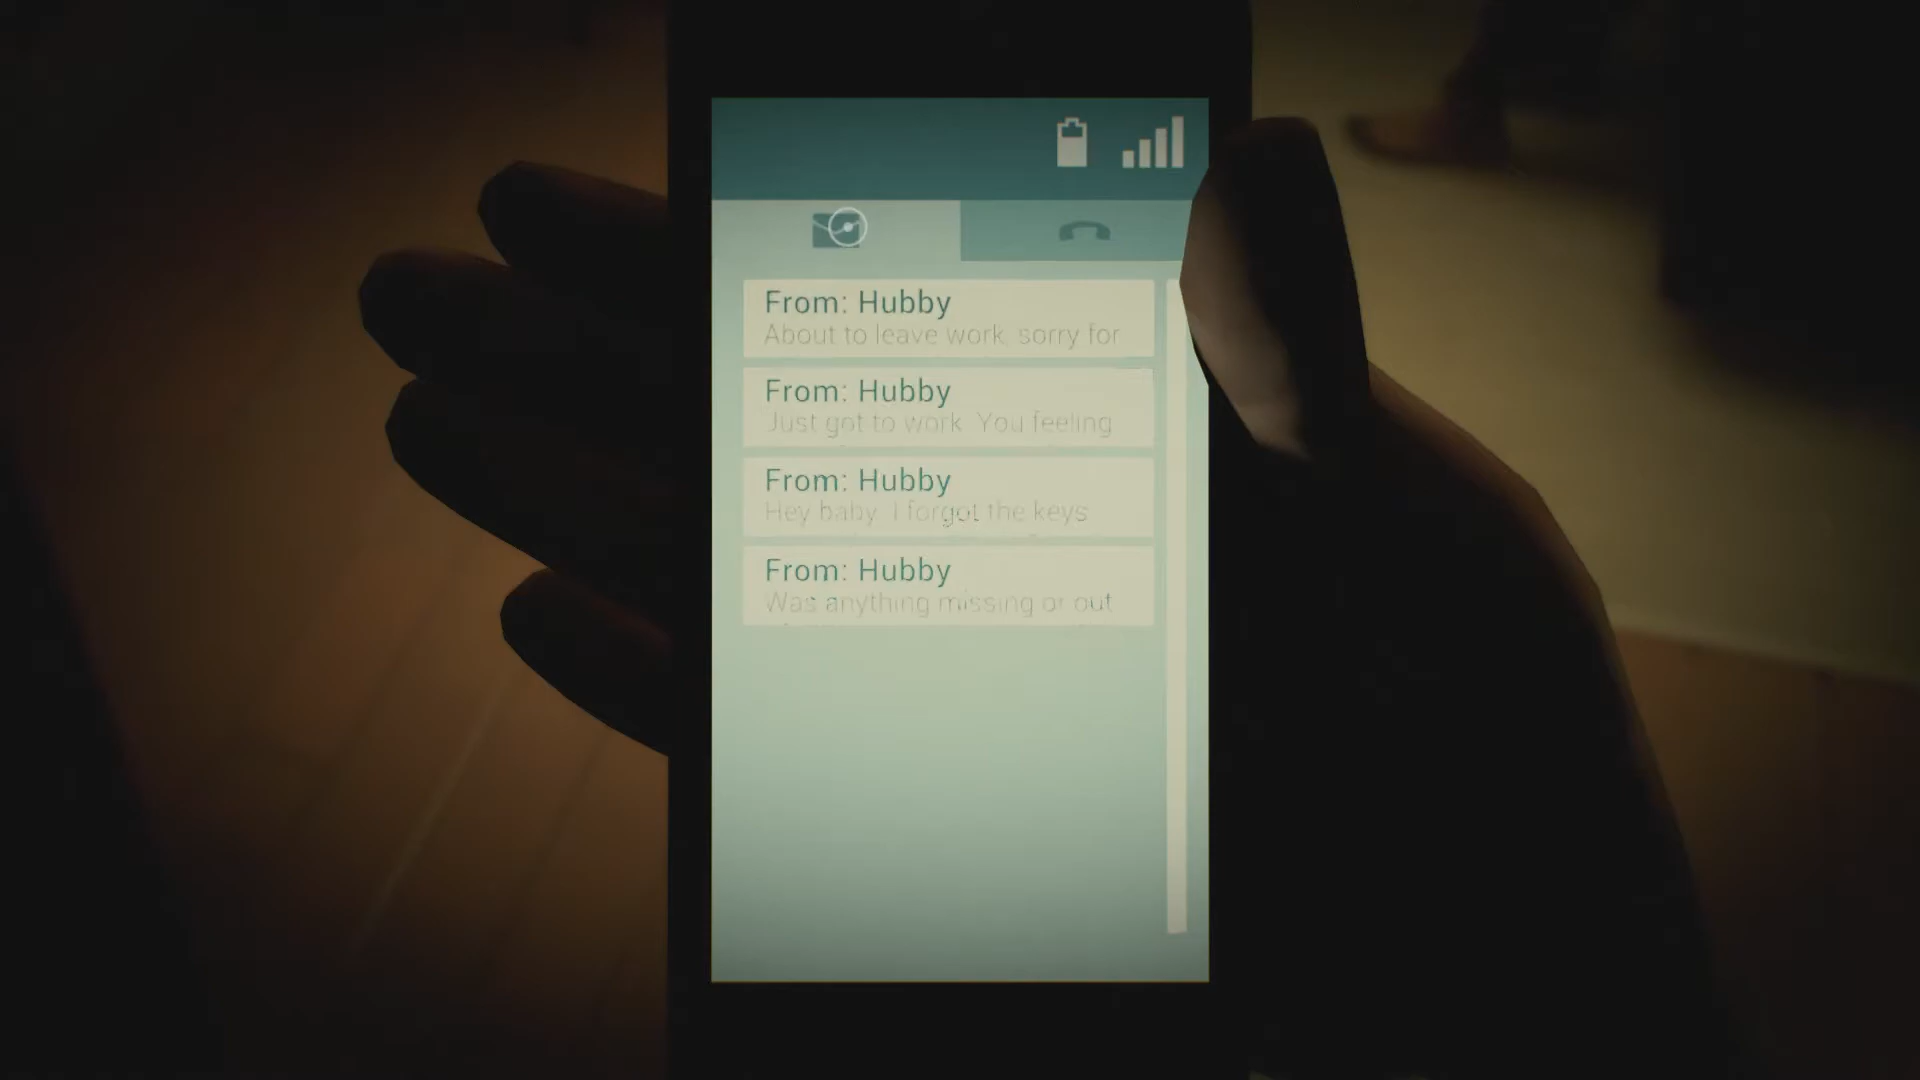 From: Hubby
About to leave work, sorry for
From: Hubby
Just got to work. You feeling
From: Hubby
Hey baby. I forgot the keys
From: Hubby
Was anything missing or out